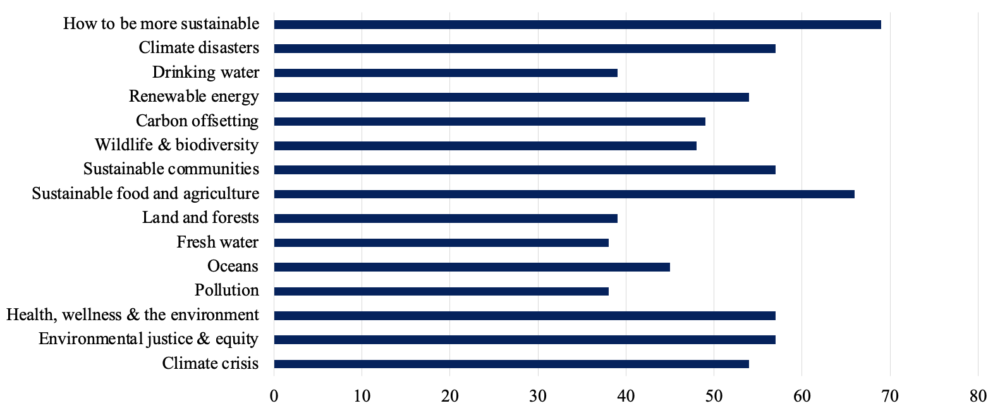 How to be more sustainable
Climate disasters
Drinking water
Renewable energy
Carbon offsetting
Wildlife & biodiversity
Sustainable communities
Sustainable food and agriculture
Land and forests
Fresh water
Oceans
Pollution
Health, wellness & the environment
Environmental justice & equity
Climate crisis
0 10 20 30 40 50 60 70 80